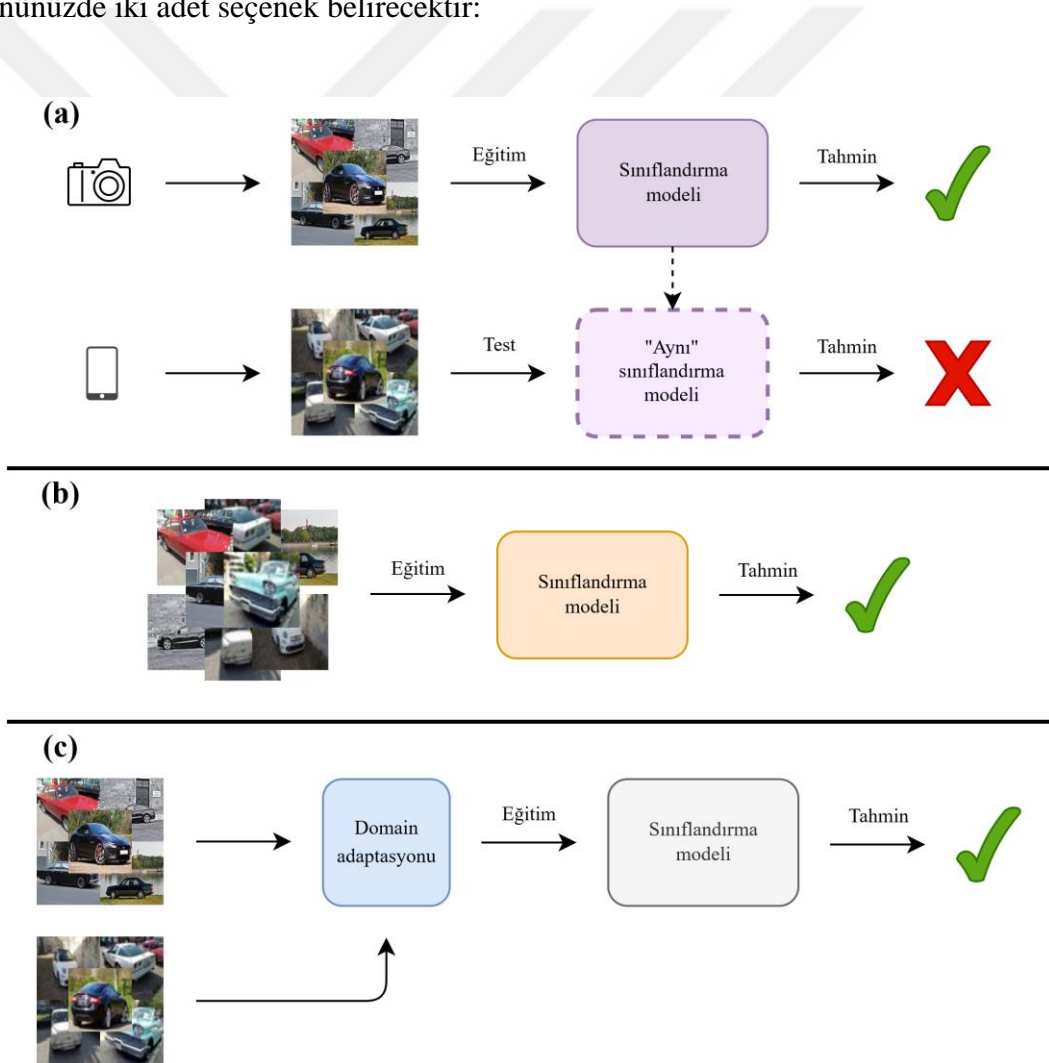 iki adet seçenek belirecektir:
(a)
Eğitim
Sınıflandırma
modeli
Tahmin
Test
"Aynı"
sınıflandırma
modeli
Tahmin
(b)
Eğitim
Sınıflandırma
modeli
Tahmin
(c)
Domain
adaptasyonu
Eğitim
Sınıflandırma
modeli
Tahmin